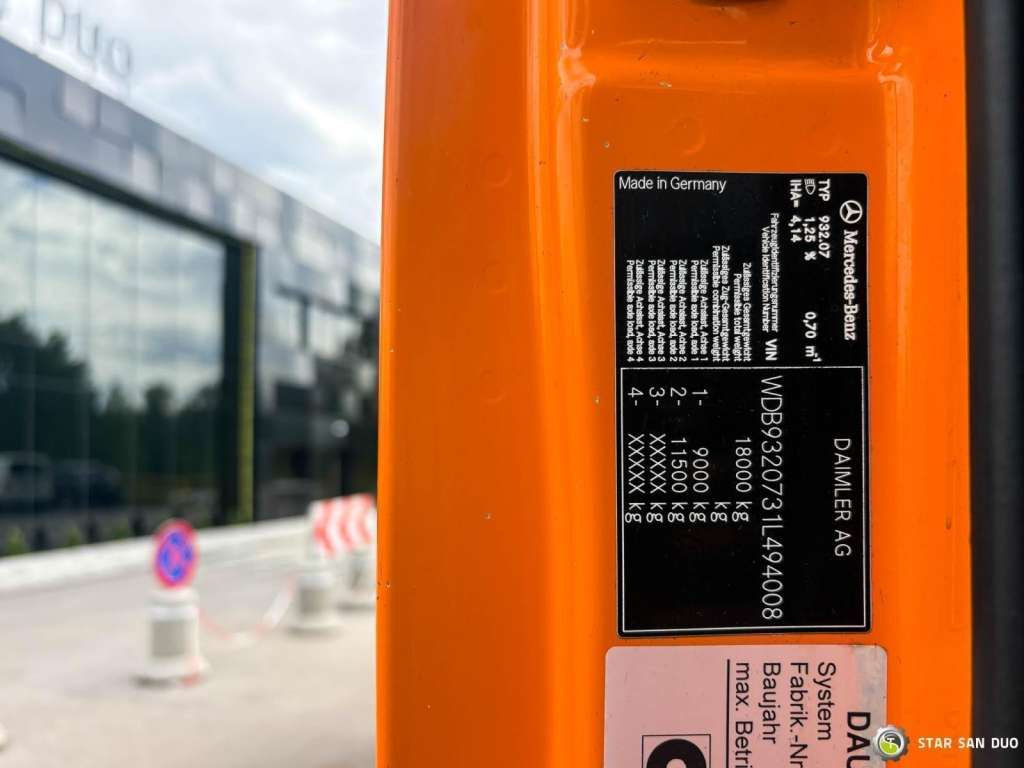 DUO
Mercedes-Benz
TYP 932.07 0,70 m⁻¹
1,25 %
IHA= 4,14
Made in Germany
DAIMLER AG
Fahrzeugidentifizierungsnummer
Vehicle Identification Number VIN WDB9320731L494008
Zulässiges Gesamtgewicht
Permissible total weight 18000 kg
Zulässiges Zug-Gesamtgewicht
Permissible combination weight kg
Zulässige Achslast, Achse 1
Permissible axle load, axle 1 1- 9000 kg
Zulässige Achslast, Achse 2
Permissible axle load, axle 2 2- 11500 kg
Zulässige Achslast, Achse 3
Permissible axle load, axle 3 3- XXXXX kg
Zulässige Achslast, Achse 4
Permissible axle load, axle 4 4- XXXXX kg
DAU
System
Fabrik.-Nr
Baujahr
max. Betri
STAR SAN DUO